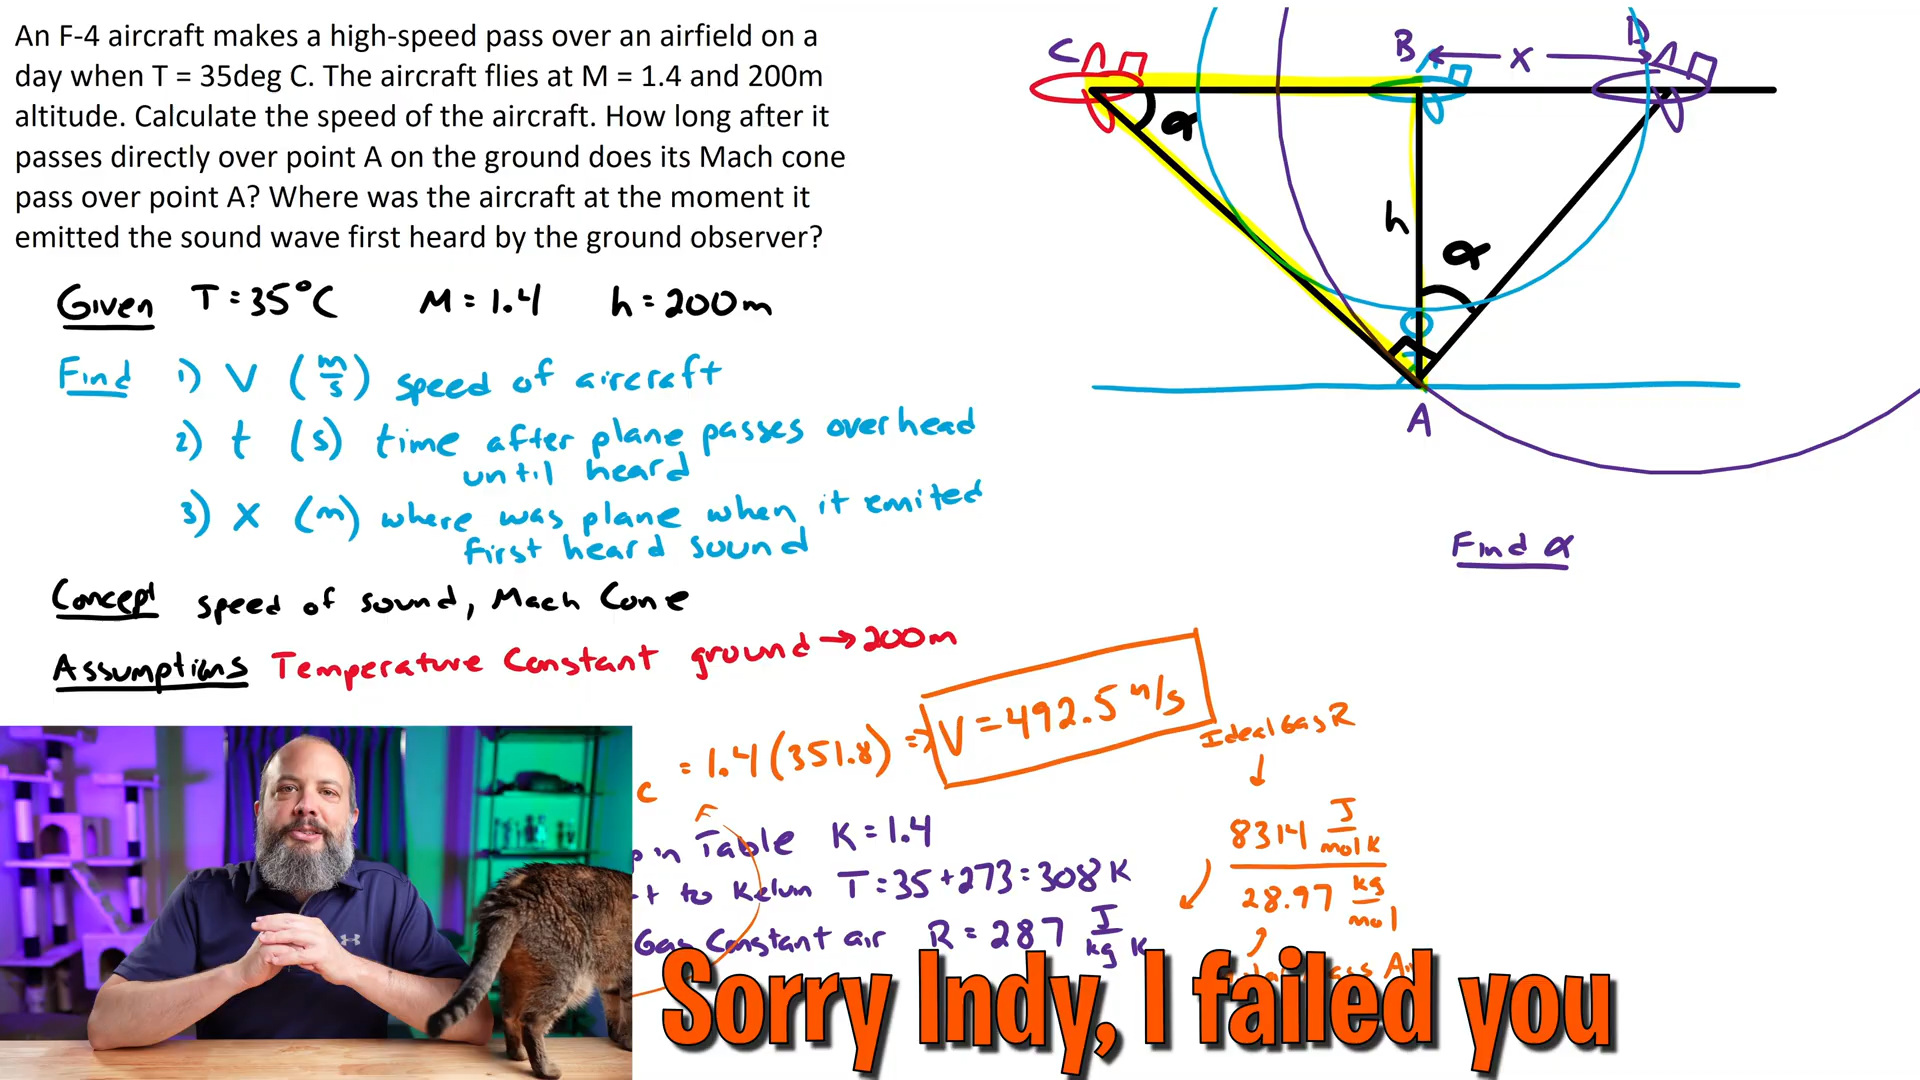 An F-4 aircraft makes a high-speed pass over an airfield on a
day when T = 35deg C. The aircraft flies at M = 1.4 and 200m
altitude. Calculate the speed of the aircraft. How long after it
passes directly over point A on the ground does its Mach cone
pass over point A? Where was the aircraft at the moment it
emitted the sound wave first heard by the ground observer?
Given T = 35°C M = 1.4 h = 200m
Find 1) V (m/s) speed of aircraft
2) t (s) time after plane passes overhead
until heard
3) x (m) where was plane when it emited
first heard sound
Concept speed of sound, Mach Cone
Assumptions Temperature Constant ground → 200m
C B x D
α
h α
A
Find α
c = 1.4 (351.8) => V = 492.5 m/s
Ideal Gas R
Table K = 1.4
to Kelvin T = 35 + 273 = 308 K
Gas Constant air R = 287 J/kg K
8314 J/mol K
28.97 kg/mol
Sorry Indy, I failed you